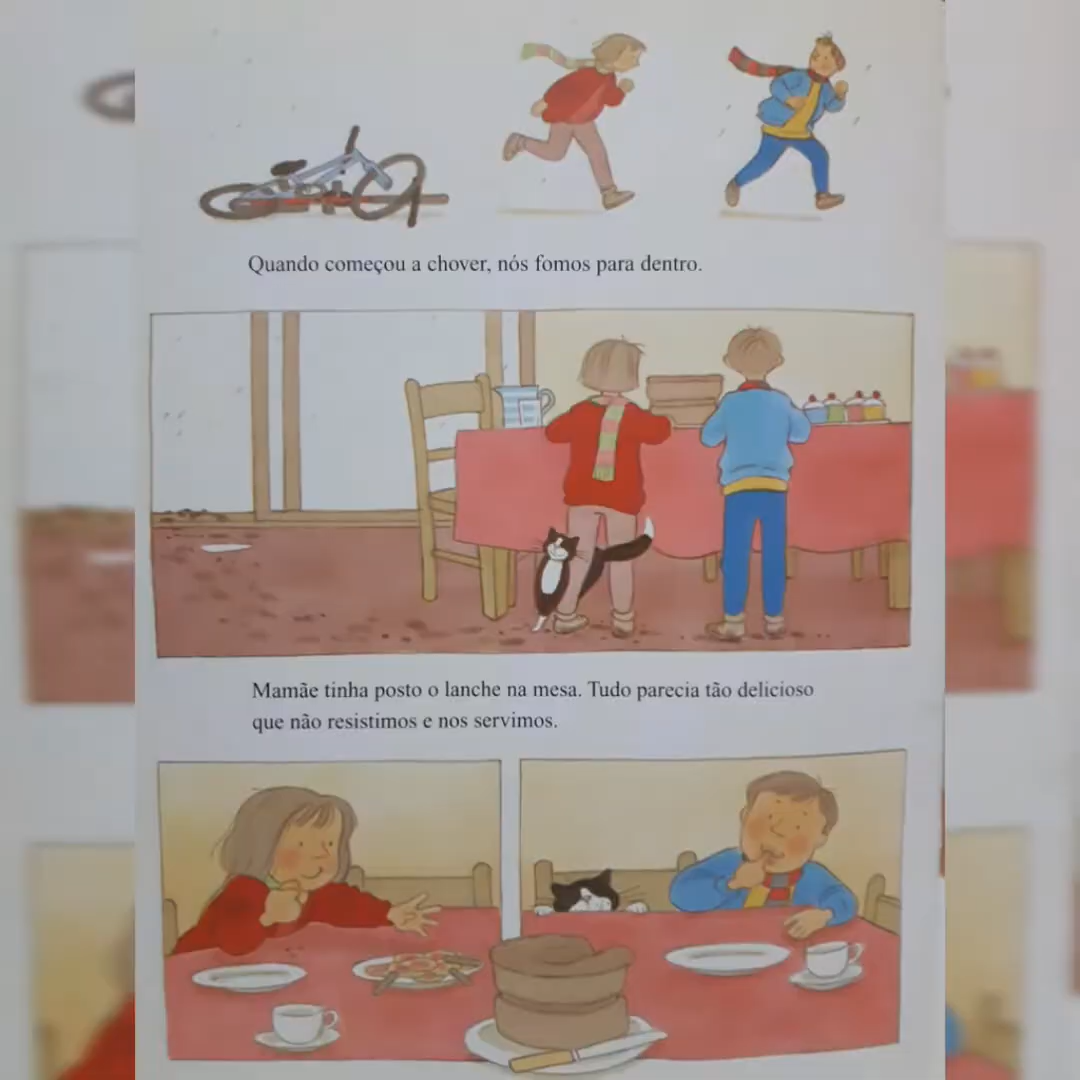 Quando começou a chover, nós fomos para dentro.
Mamãe tinha posto o lanche na mesa. Tudo parecia tão delicioso
que não resistimos e nos servimos.